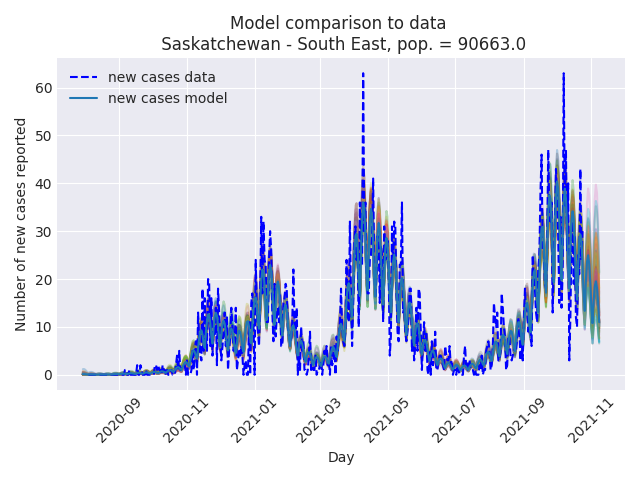 Model comparison to data
Saskatchewan - South East, pop. = 90663.0
new cases data
new cases model
Number of new cases reported
60
50
40
30
20
10
0
2020-09
2020-11
2021-01
2021-03
2021-05
2021-07
2021-09
2021-11
Day